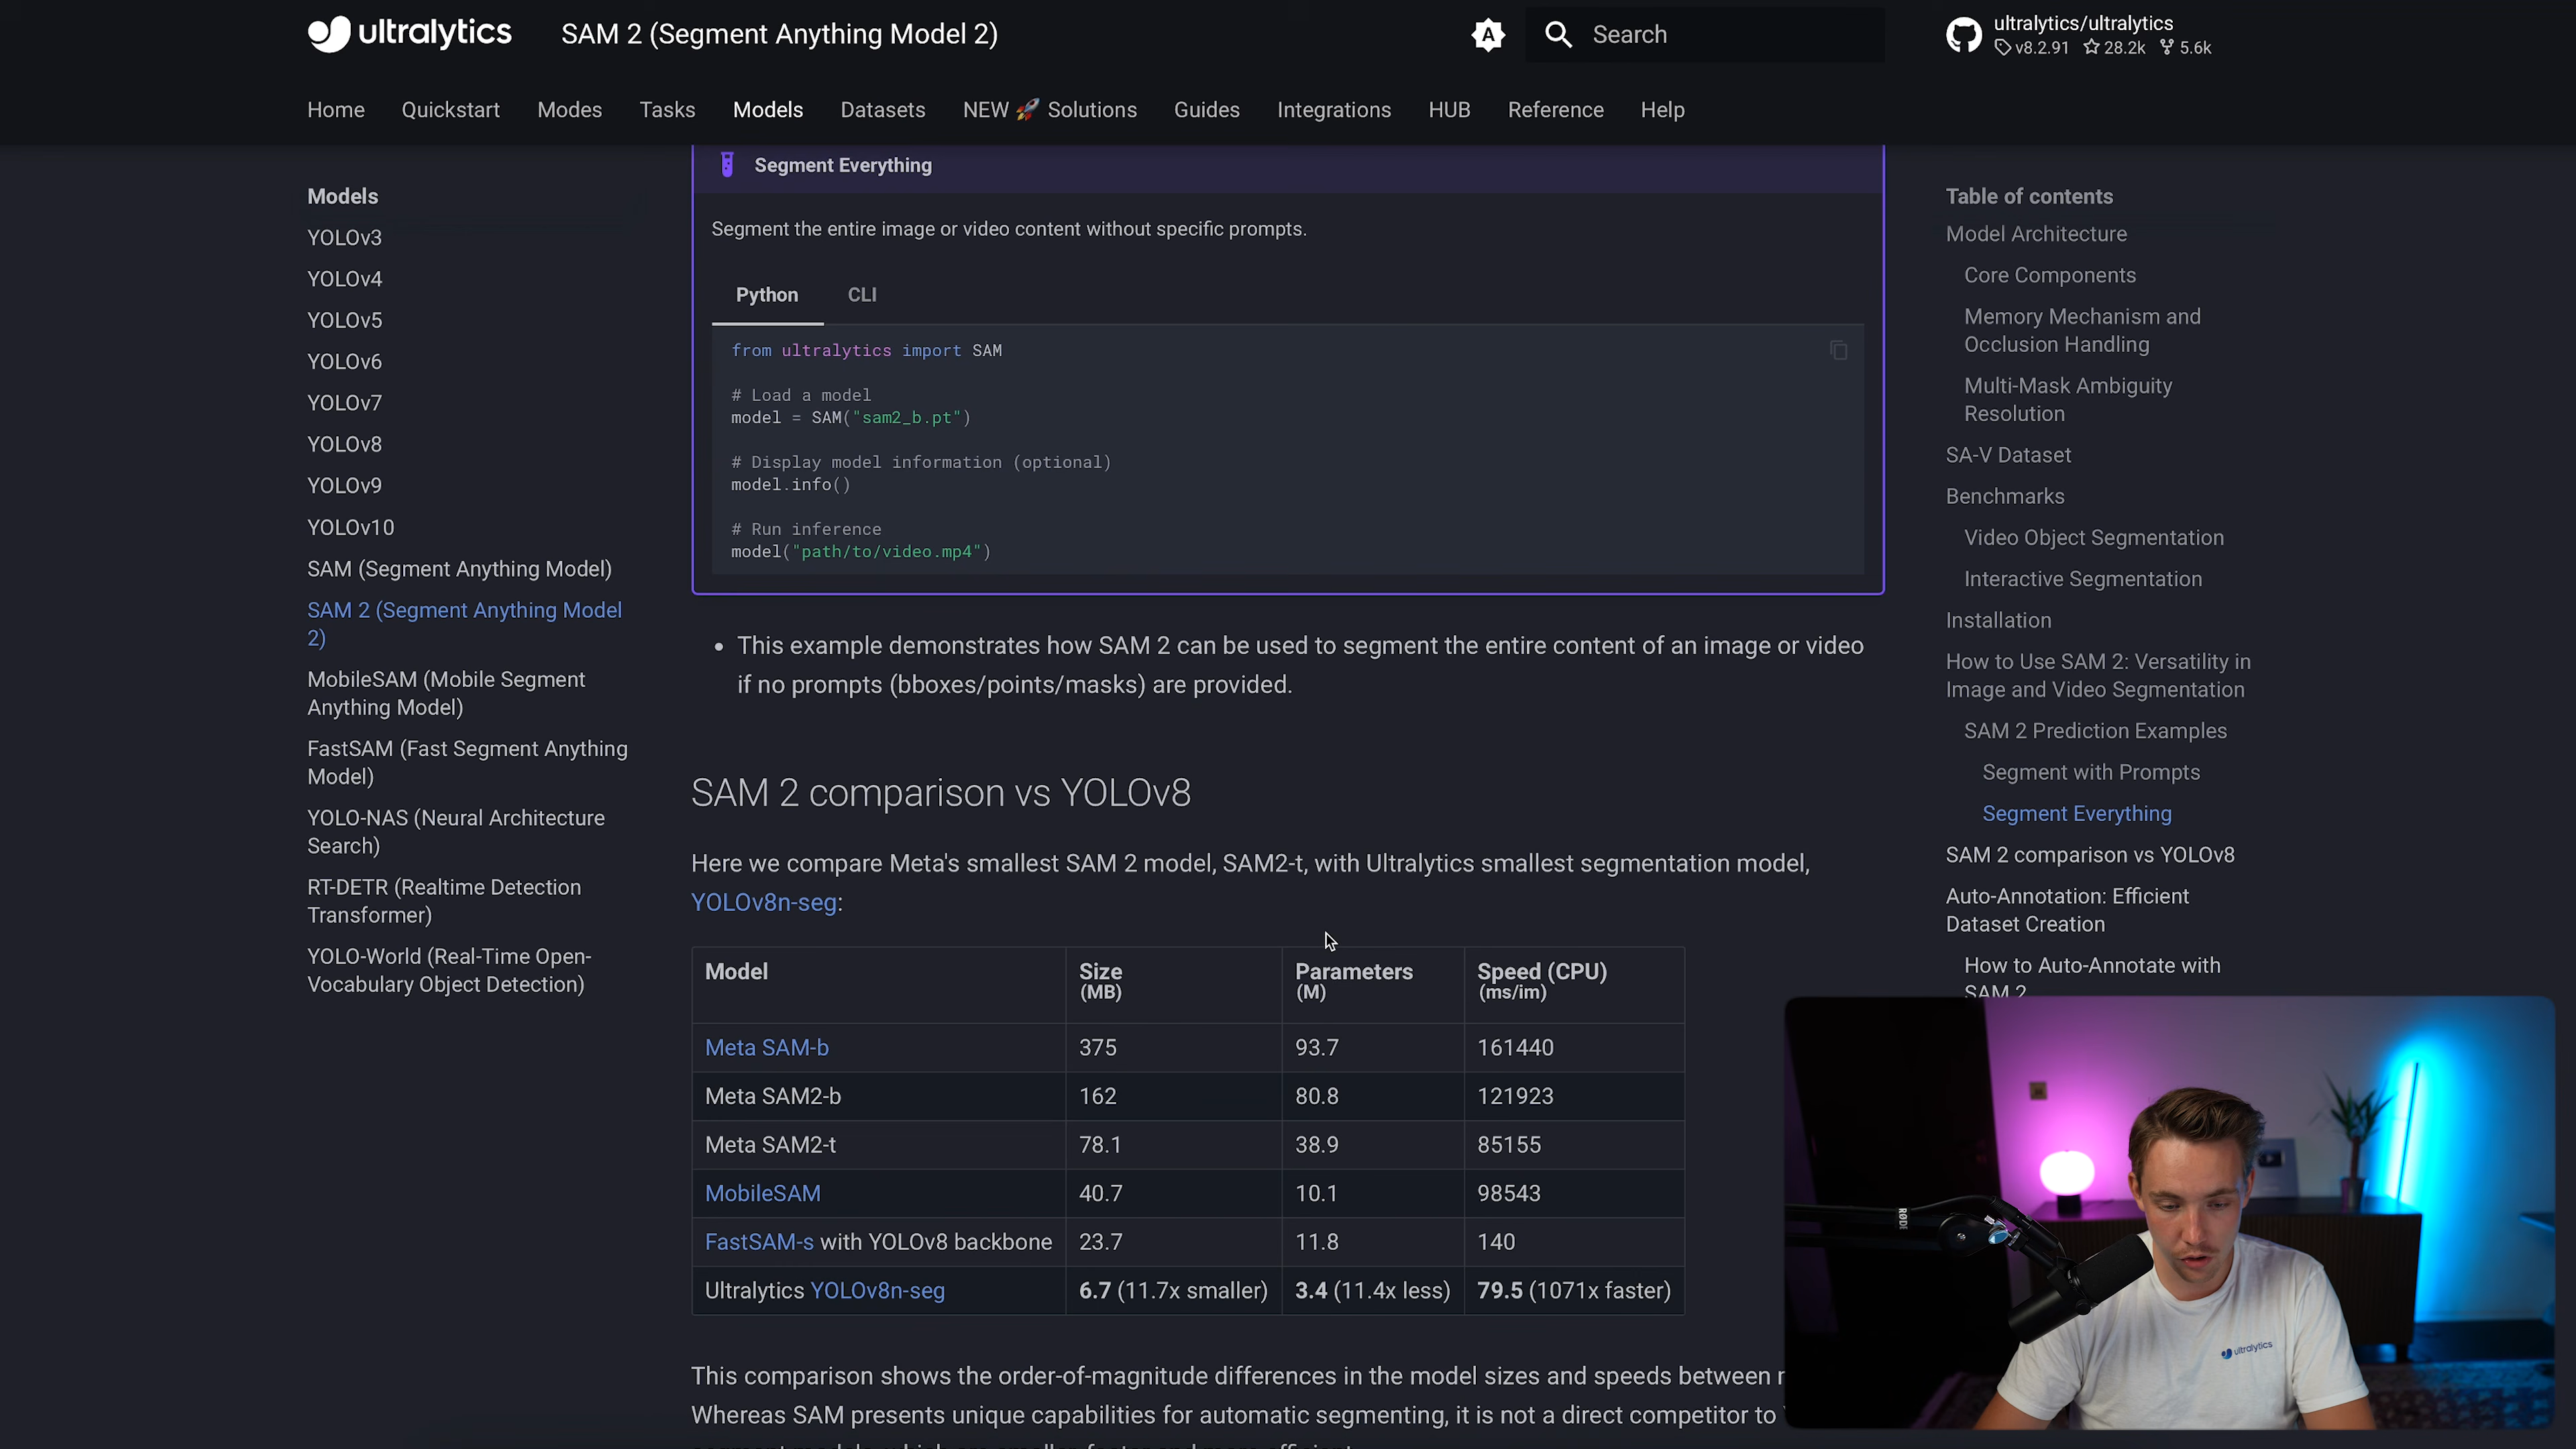 ultralytics
SAM 2 (Segment Anything Model 2)
A
Search
ultralytics/ultralytics
v8.2.91 28.2k 5.6k
Home Quickstart Modes Tasks Models Datasets NEW 🚀 Solutions Guides Integrations HUB Reference Help
Models
YOLOv3
YOLOv4
YOLOv5
YOLOv6
YOLOv7
YOLOv8
YOLOv9
YOLOv10
SAM (Segment Anything Model)
SAM 2 (Segment Anything Model
2)
MobileSAM (Mobile Segment
Anything Model)
FastSAM (Fast Segment Anything
Model)
YOLO-NAS (Neural Architecture
Search)
RT-DETR (Realtime Detection
Transformer)
YOLO-World (Real-Time Open-
Vocabulary Object Detection)
Segment Everything
Segment the entire image or video content without specific prompts.
Python CLI
from ultralytics import SAM
# Load a model
model = SAM("sam2_b.pt")
# Display model information (optional)
model.info()
# Run inference
model("path/to/video.mp4")
• This example demonstrates how SAM 2 can be used to segment the entire content of an image or video
if no prompts (bboxes/points/masks) are provided.
SAM 2 comparison vs YOLOv8
Here we compare Meta's smallest SAM 2 model, SAM2-t, with Ultralytics smallest segmentation model,
YOLOv8n-seg:
Model Size Parameters Speed (CPU)
(MB) (M) (ms/im)
Meta SAM-b 375 93.7 161440
Meta SAM2-b 162 80.8 121923
Meta SAM2-t 78.1 38.9 85155
MobileSAM 40.7 10.1 98543
FastSAM-s with YOLOv8 backbone 23.7 11.8 140
Ultralytics YOLOv8n-seg 6.7 (11.7x smaller) 3.4 (11.4x less) 79.5 (1071x faster)
This comparison shows the order-of-magnitude differences in the model sizes and speeds between
Whereas SAM presents unique capabilities for automatic segmenting, it is not a direct competitor to
Table of contents
Model Architecture
Core Components
Memory Mechanism and
Occlusion Handling
Multi-Mask Ambiguity
Resolution
SA-V Dataset
Benchmarks
Video Object Segmentation
Interactive Segmentation
Installation
How to Use SAM 2: Versatility in
Image and Video Segmentation
SAM 2 Prediction Examples
Segment with Prompts
Segment Everything
SAM 2 comparison vs YOLOv8
Auto-Annotation: Efficient
Dataset Creation
How to Auto-Annotate with
SAM 2
RØDE
ultralytics